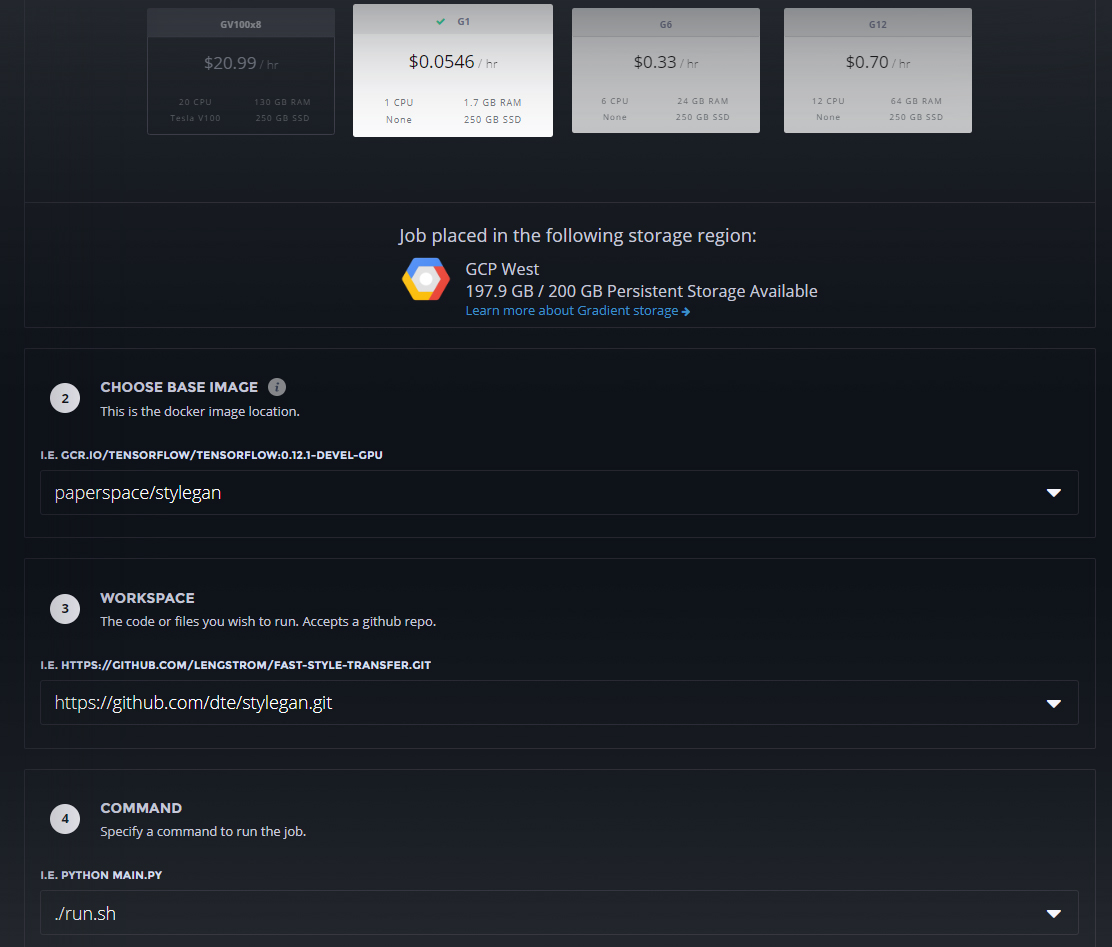 GV100x8
$20.99 / hr
20 CPU 130 GB RAM
Tesla V100 250 GB SSD
G1
$0.0546 / hr
1 CPU 1.7 GB RAM
None 250 GB SSD
G6
$0.33 / hr
6 CPU 24 GB RAM
None 250 GB SSD
G12
$0.70 / hr
12 CPU 64 GB RAM
None 250 GB SSD
Job placed in the following storage region:
GCP West
197.9 GB / 200 GB Persistent Storage Available
Learn more about Gradient storage
2
CHOOSE BASE IMAGE i
This is the docker image location.
I.E. GCR.IO/TENSORFLOW/TENSORFLOW:0.12.1-DEVEL-GPU
paperspace/stylegan
3
WORKSPACE
The code or files you wish to run. Accepts a github repo.
I.E. HTTPS://GITHUB.COM/LENGSTROM/FAST-STYLE-TRANSFER.GIT
https://github.com/dte/stylegan.git
4
COMMAND
Specify a command to run the job.
I.E. PYTHON MAIN.PY
./run.sh